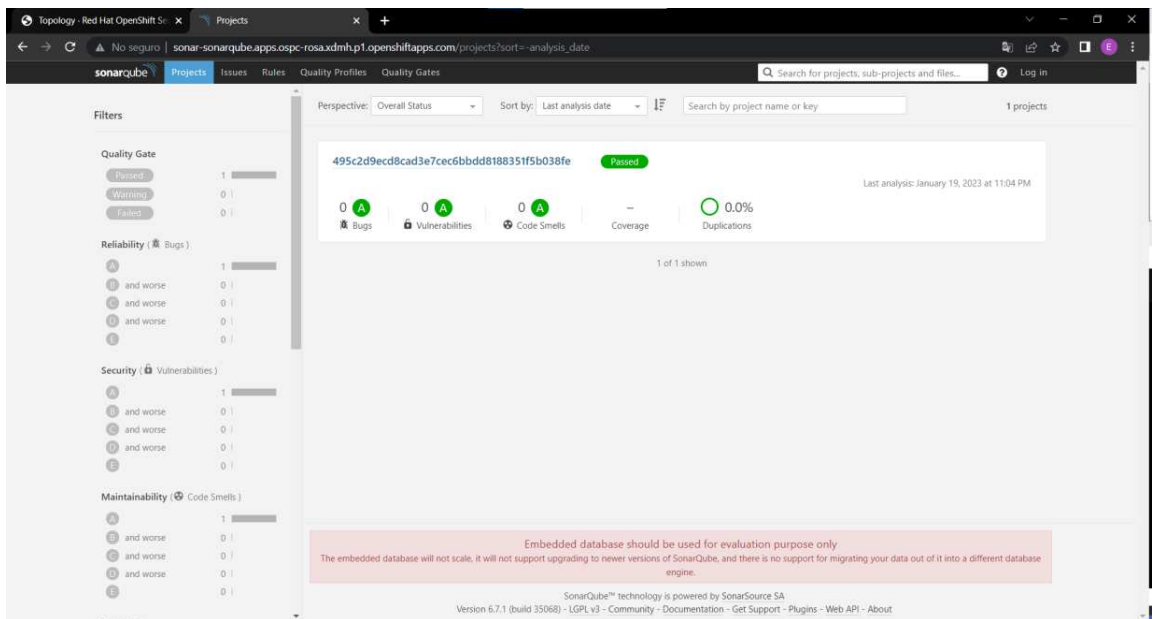 Topology · Red Hat OpenShift Se
Projects
No seguro
sonar-sonarqube.apps.ospc-rosa.xdmh.p1.openshiftapps.com/projects?sort=-analysis_date
E
sonarqube Projects Issues Rules Quality Profiles Quality Gates
Search for projects, sub-projects and files...
Log in
Filters
Quality Gate
Passed 1
Warning 0
Failed 0
Reliability ( Bugs )
A 1
B and worse 0
C and worse 0
D and worse 0
E 0
Security ( Vulnerabilities )
A 1
B and worse 0
C and worse 0
D and worse 0
E 0
Maintainability ( Code Smells )
A 1
B and worse 0
C and worse 0
D and worse 0
E 0
Perspective: Overall Status Sort by: Last analysis date Search by project name or key 1 projects
495c2d9ecd8cad3e7cec6bbdd8188351f5b038fe Passed
Last analysis: January 19, 2023 at 11:04 PM
0 A 0 A 0 A – 0.0%
Bugs Vulnerabilities Code Smells Coverage Duplications
1 of 1 shown
Embedded database should be used for evaluation purpose only
The embedded database will not scale, it will not support upgrading to newer versions of SonarQube, and there is no support for migrating your data out of it into a different database
engine.
SonarQube™ technology is powered by SonarSource SA
Version 6.7.1 (build 35068) - LGPL v3 - Community - Documentation - Get Support - Plugins - Web API - About